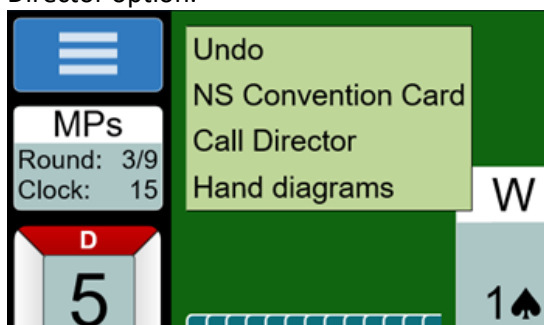 Director option.
Undo
NS Convention Card
Call Director
Hand diagrams
MPs
Round: 3/9
Clock: 15
D
5
W
1♠